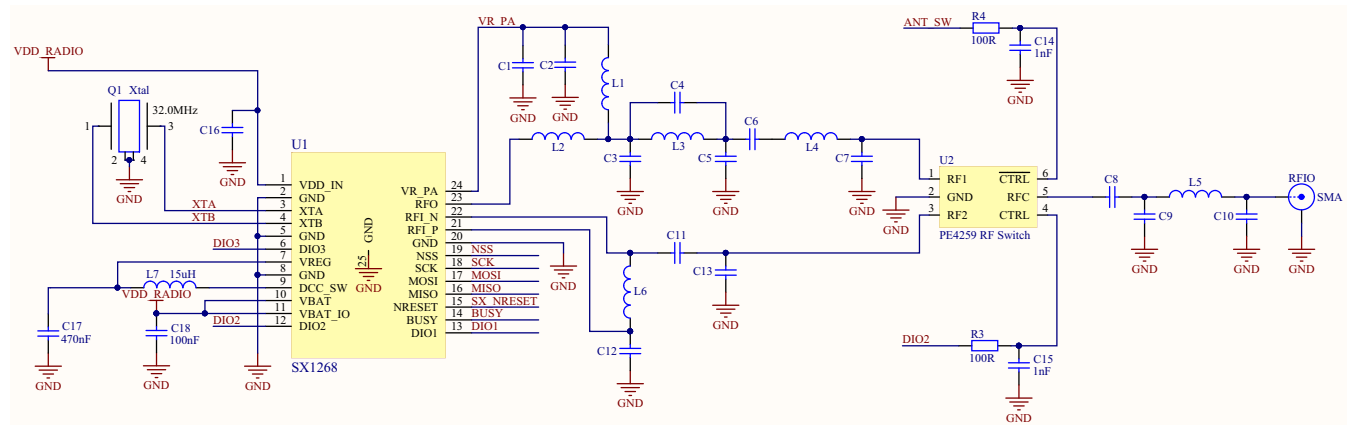 VR_PA
ANT_SW
R4
100R
C14
1nF
GND
VDD_RADIO
Q1 Xtal
32.0MHz
1
3
2
4
GND
C16
GND
C1
GND
C2
GND
L1
C4
L2
C3
GND
L3
C5
GND
C6
L4
C7
GND
U1
1
VDD_IN
2
GND
XTA
3
XTA
XTB
4
XTB
5
GND
DIO3
6
DIO3
7
VREG
8
GND
9
DCC_SW
10
VBAT
11
VBAT_IO
DIO2
12
DIO2
GND
25
GND
VR_PA
24
RFO
23
RFI_N
22
RFI_P
21
GND
20
NSS
19
NSS
SCK
18
SCK
MOSI
17
MOSI
MISO
16
MISO
NRESET
15
SX_NRESET
BUSY
14
BUSY
DIO1
13
DIO1
SX1268
GND
L7 15uH
VDD_RADIO
C17
470nF
GND
C18
100nF
GND
GND
C11
L6
C12
GND
C13
GND
U2
1
RF1
2
GND
3
RF2
CTRL
6
RFC
5
CTRL
4
PE4259 RF Switch
GND
C8
C9
GND
L5
C10
GND
RFIO
SMA
GND
DIO2
R3
100R
C15
1nF
GND